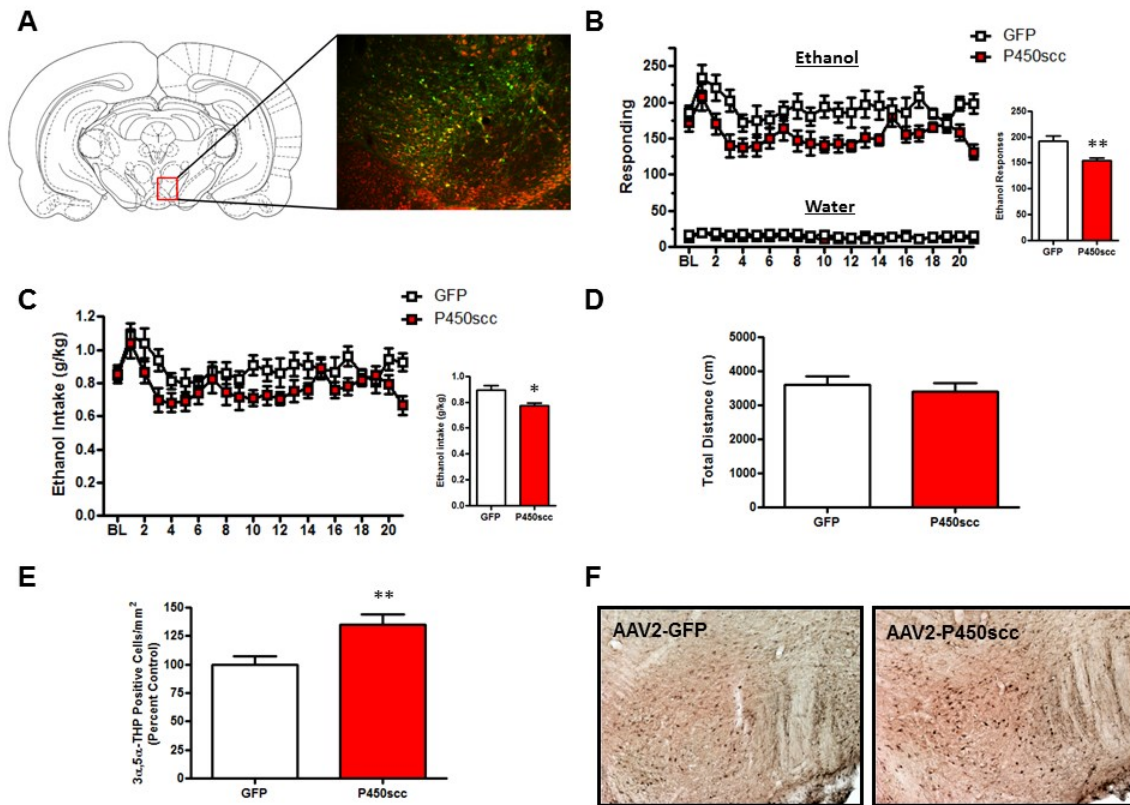 A
B
GFP
P450scc
Ethanol
Water
Responding
250
225
200
175
150
125
100
75
50
25
0
BL 2 4 6 8 10 12 14 16 18 20
Ethanol Responses
250
200
150
100
50
0
**
GFP P450scc
C
GFP
P450scc
Ethanol Intake (g/kg)
1.2
1.0
0.8
0.6
0.4
0.2
0.0
BL 2 4 6 8 10 12 14 16 18 20
Ethanol intake (g/kg)
1.0
0.8
0.6
0.4
0.2
0.0
*
GFP P450scc
D
Total Distance (cm)
5000
4000
3000
2000
1000
0
GFP P450scc
E
3α,5α-THP Positive Cells/mm²
(Percent Control)
150
125
100
75
50
25
0
**
GFP P450scc
F
AAV2-GFP
AAV2-P450scc